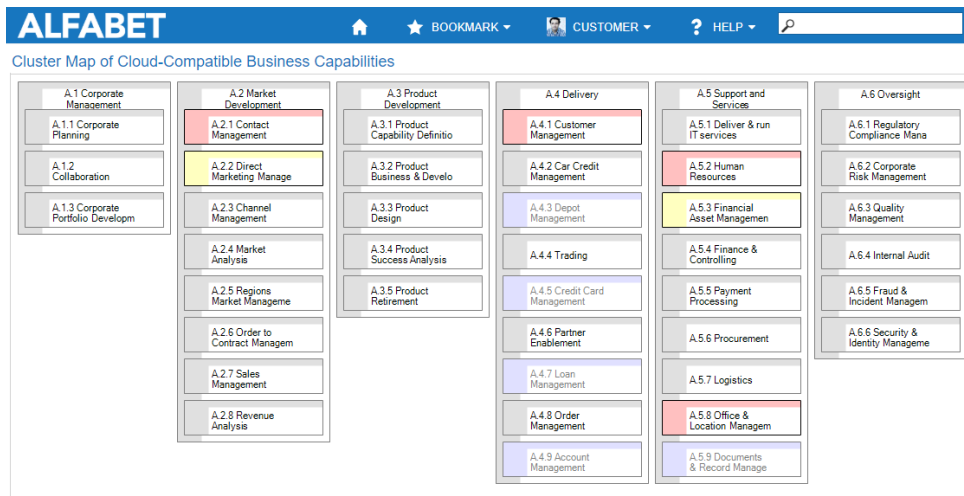 ALFABET
BOOKMARK
CUSTOMER
HELP
Cluster Map of Cloud-Compatible Business Capabilities
A.1 Corporate
Management
A.1.1 Corporate
Planning
A.1.2
Collaboration
A.1.3 Corporate
Portfolio Developm
A.2 Market
Development
A.2.1 Contact
Management
A.2.2 Direct
Marketing Manage
A.2.3 Channel
Management
A.2.4 Market
Analysis
A.2.5 Regions
Market Manageme
A.2.6 Order to
Contract Managem
A.2.7 Sales
Management
A.2.8 Revenue
Analysis
A.3 Product
Development
A.3.1 Product
Capability Definitio
A.3.2 Product
Business & Develo
A.3.3 Product
Design
A.3.4 Product
Success Analysis
A.3.5 Product
Retirement
A.4 Delivery
A.4.1 Customer
Management
A.4.2 Car Credit
Management
A.4.3 Depot
Management
A.4.4 Trading
A.4.5 Credit Card
Management
A.4.6 Partner
Enablement
A.4.7 Loan
Management
A.4.8 Order
Management
A.4.9 Account
Management
A.5 Support and
Services
A.5.1 Deliver & run
IT services
A.5.2 Human
Resources
A.5.3 Financial
Asset Managemen
A.5.4 Finance &
Controlling
A.5.5 Payment
Processing
A.5.6 Procurement
A.5.7 Logistics
A.5.8 Office &
Location Managem
A.5.9 Documents
& Record Manage
A.6 Oversight
A.6.1 Regulatory
Compliance Mana
A.6.2 Corporate
Risk Management
A.6.3 Quality
Management
A.6.4 Internal Audit
A.6.5 Fraud &
Incident Managem
A.6.6 Security &
Identity Manageme